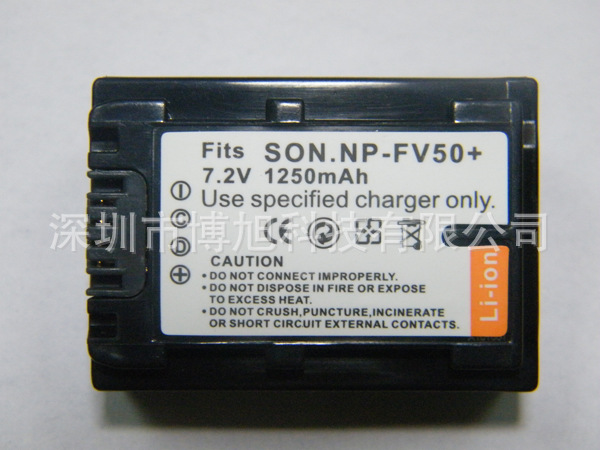 Fits SON.NP-FV50+
7.2V 1250mAh
Use specified charger only.
深圳市博旭科技有限公司
CAUTION:
•DO NOT CONNECT IMPROPERLY.
•DO NOT DISPOSE IN FIRE OR EXPOSE TO EXCESS HEAT.
•DO NOT CRUSH,PUNCTURE,INCINERATE
OR SHORT CIRCUIT EXTERNAL CONTACTS.
Li-ion